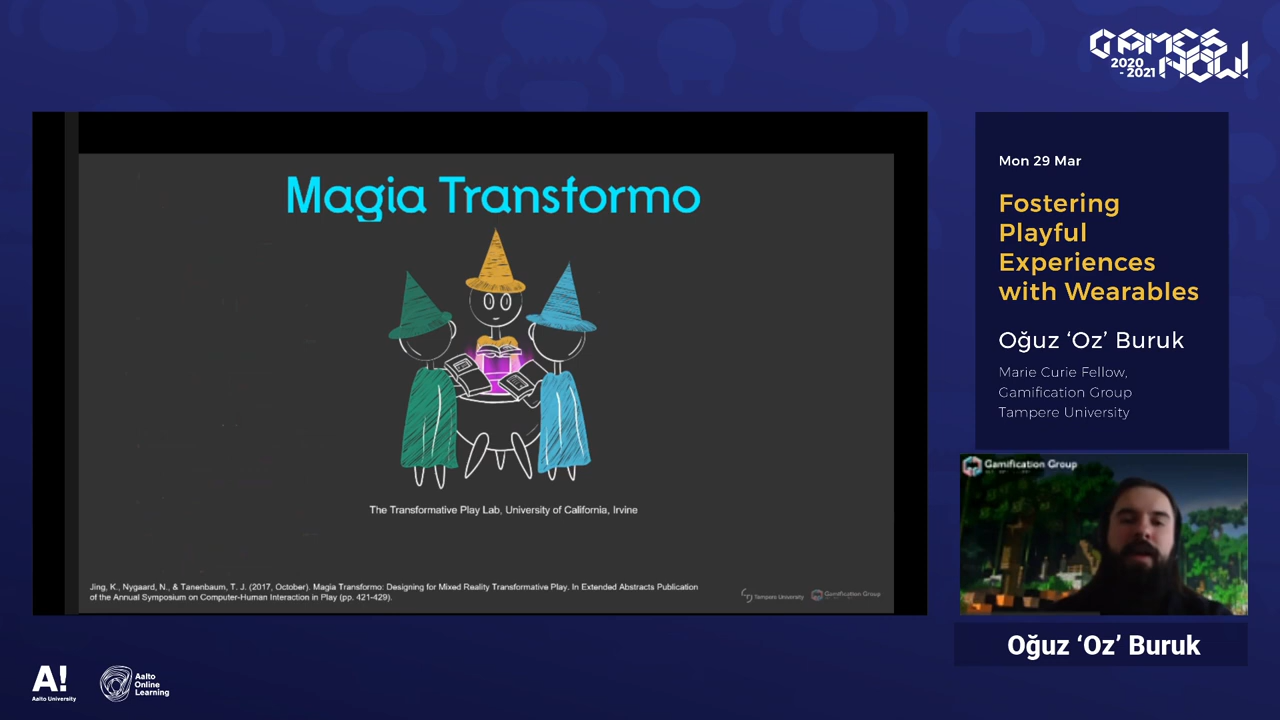 GAMES
2020
- 2021
NOW!
Mon 29 Mar
Fostering
Playful
Experiences
with Wearables
Oğuz ‘Oz’ Buruk
Marie Curie Fellow,
Gamification Group
Tampere University
Magia Transformo
The Transformative Play Lab, University of California, Irvine
Jing, K., Nygaard, N., & Tanenbaum, T. J. (2017, October). Magia Transformo: Designing for Mixed Reality Transformative Play. In Extended Abstracts Publication
of the Annual Symposium on Computer-Human Interaction in Play (pp. 421-429).
Tampere University
Gamification Group
Gamification Group
Oğuz ‘Oz’ Buruk
A!
Aalto University
Aalto
Online
Learning